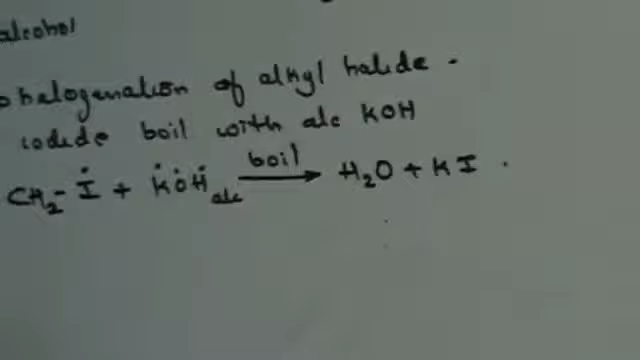 alcohol
halogenation of alkyl halide.
iodide boil with alc KOH
CH₂-I + KOH alc boil → H₂O + KI.